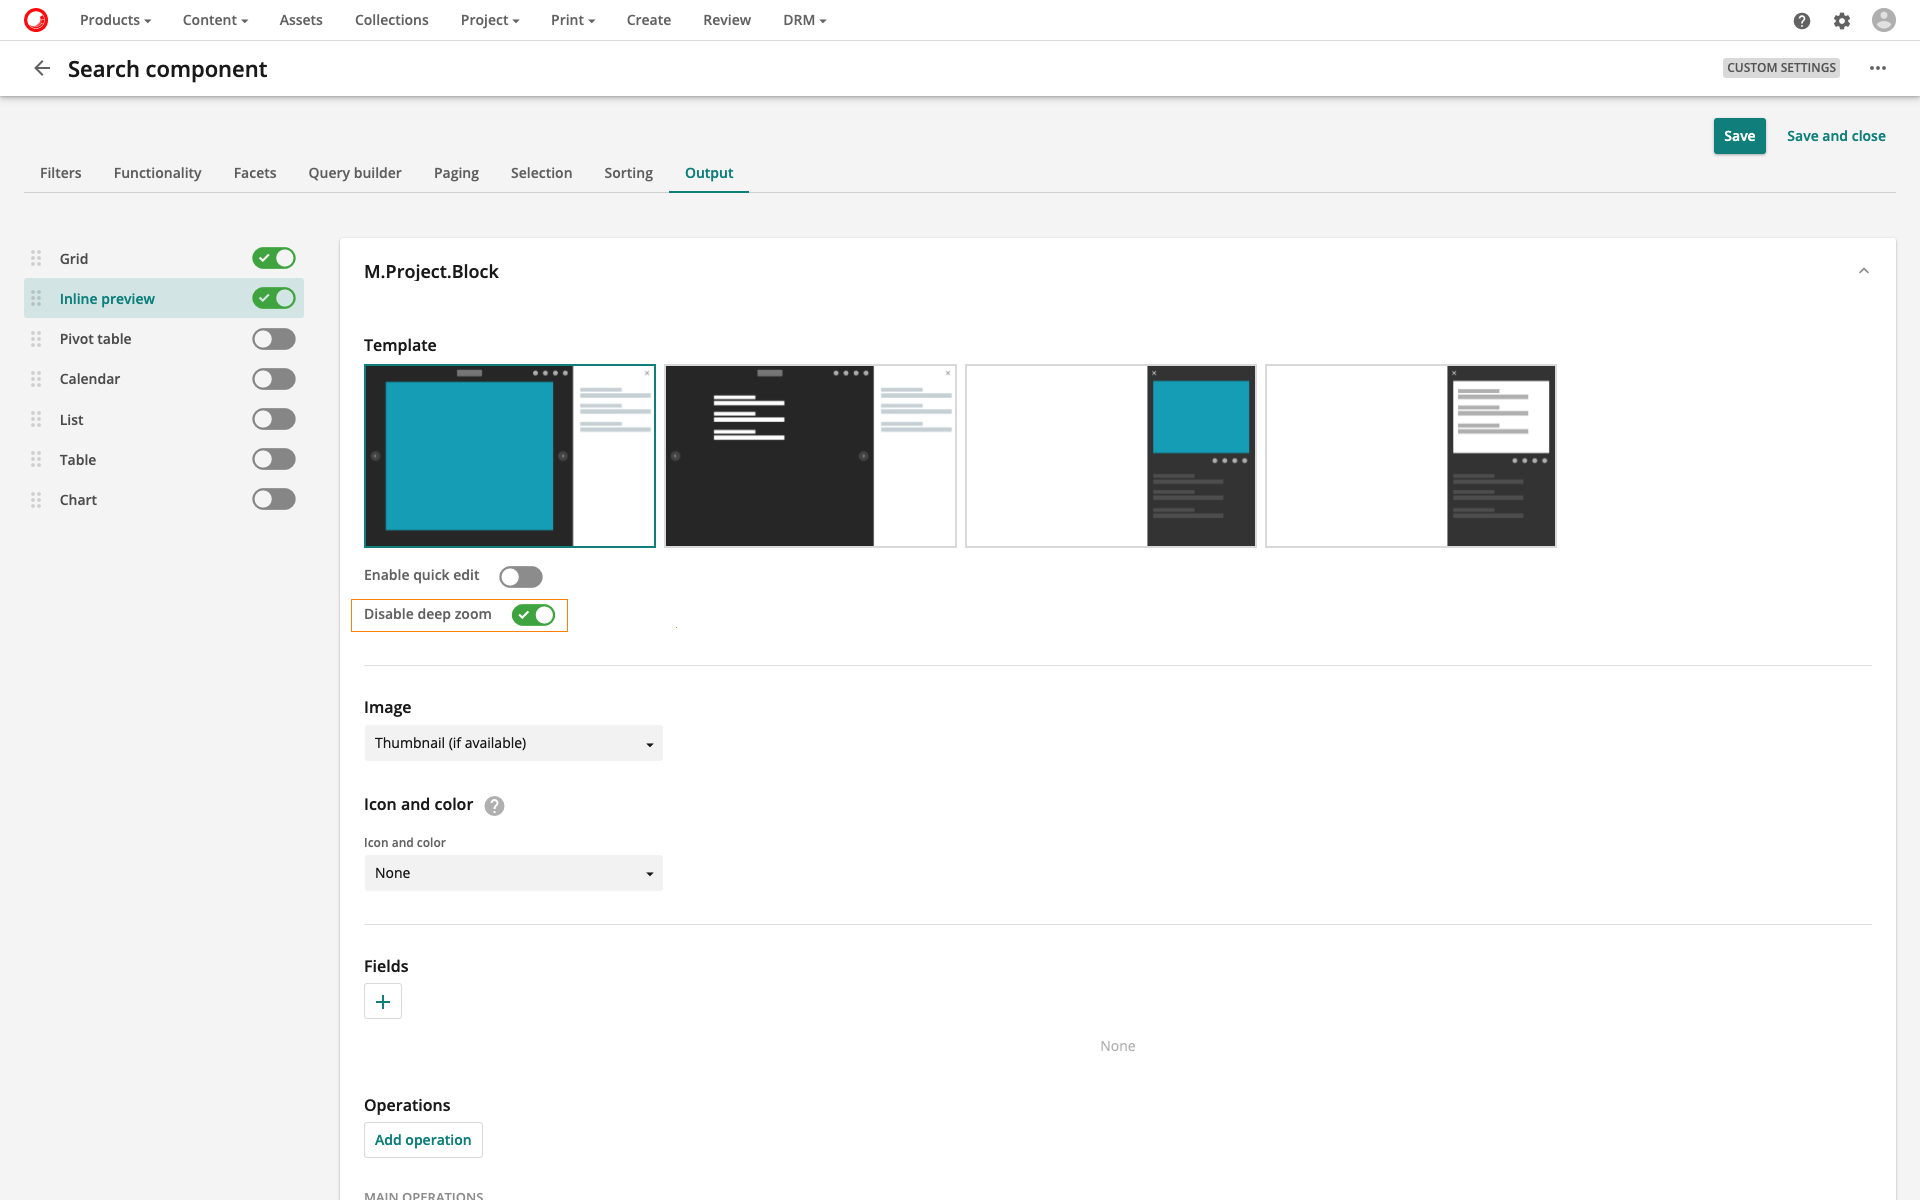 Products Content Assets Collections Project Print Create Review DRM
Search component
CUSTOM SETTINGS
Save Save and close
Filters Functionality Facets Query builder Paging Selection Sorting Output
Grid
Inline preview
Pivot table
Calendar
List
Table
Chart
M.Project.Block
Template
Enable quick edit
Disable deep zoom
Image
Thumbnail (if available)
Icon and color
Icon and color
None
Fields
None
Operations
Add operation
MAIN OPERATIONS